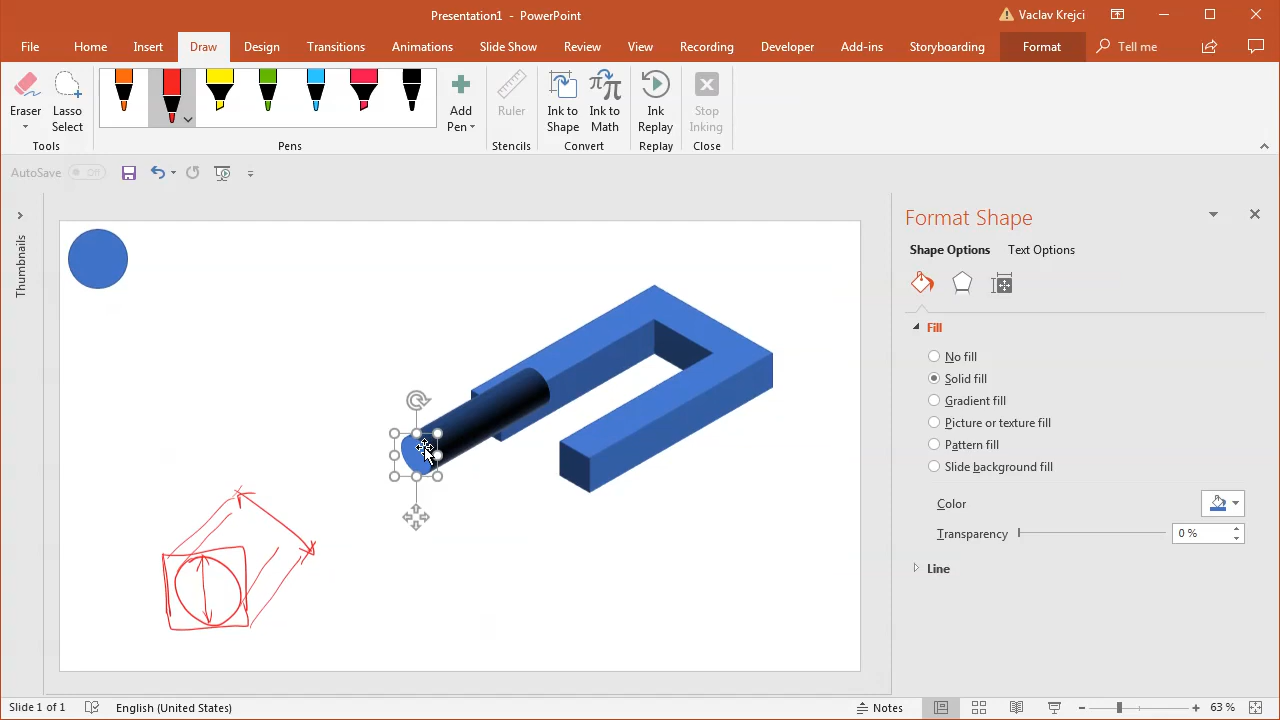 Presentation1 - PowerPoint
Vaclav Krejci
File Home Insert Draw Design Transitions Animations Slide Show Review View Recording Developer Add-ins Storyboarding Format Tell me
Eraser
Lasso Select
Add Pen
Ruler
Ink to Shape
Ink to Math
Ink Replay
Stop Inking
Tools Pens Stencils Convert Replay Close
AutoSave Off
Thumbnails
Format Shape
Shape Options Text Options
Fill
No fill
Solid fill
Gradient fill
Picture or texture fill
Pattern fill
Slide background fill
Color
Transparency 0 %
Line
Slide 1 of 1 English (United States) Notes 63 %